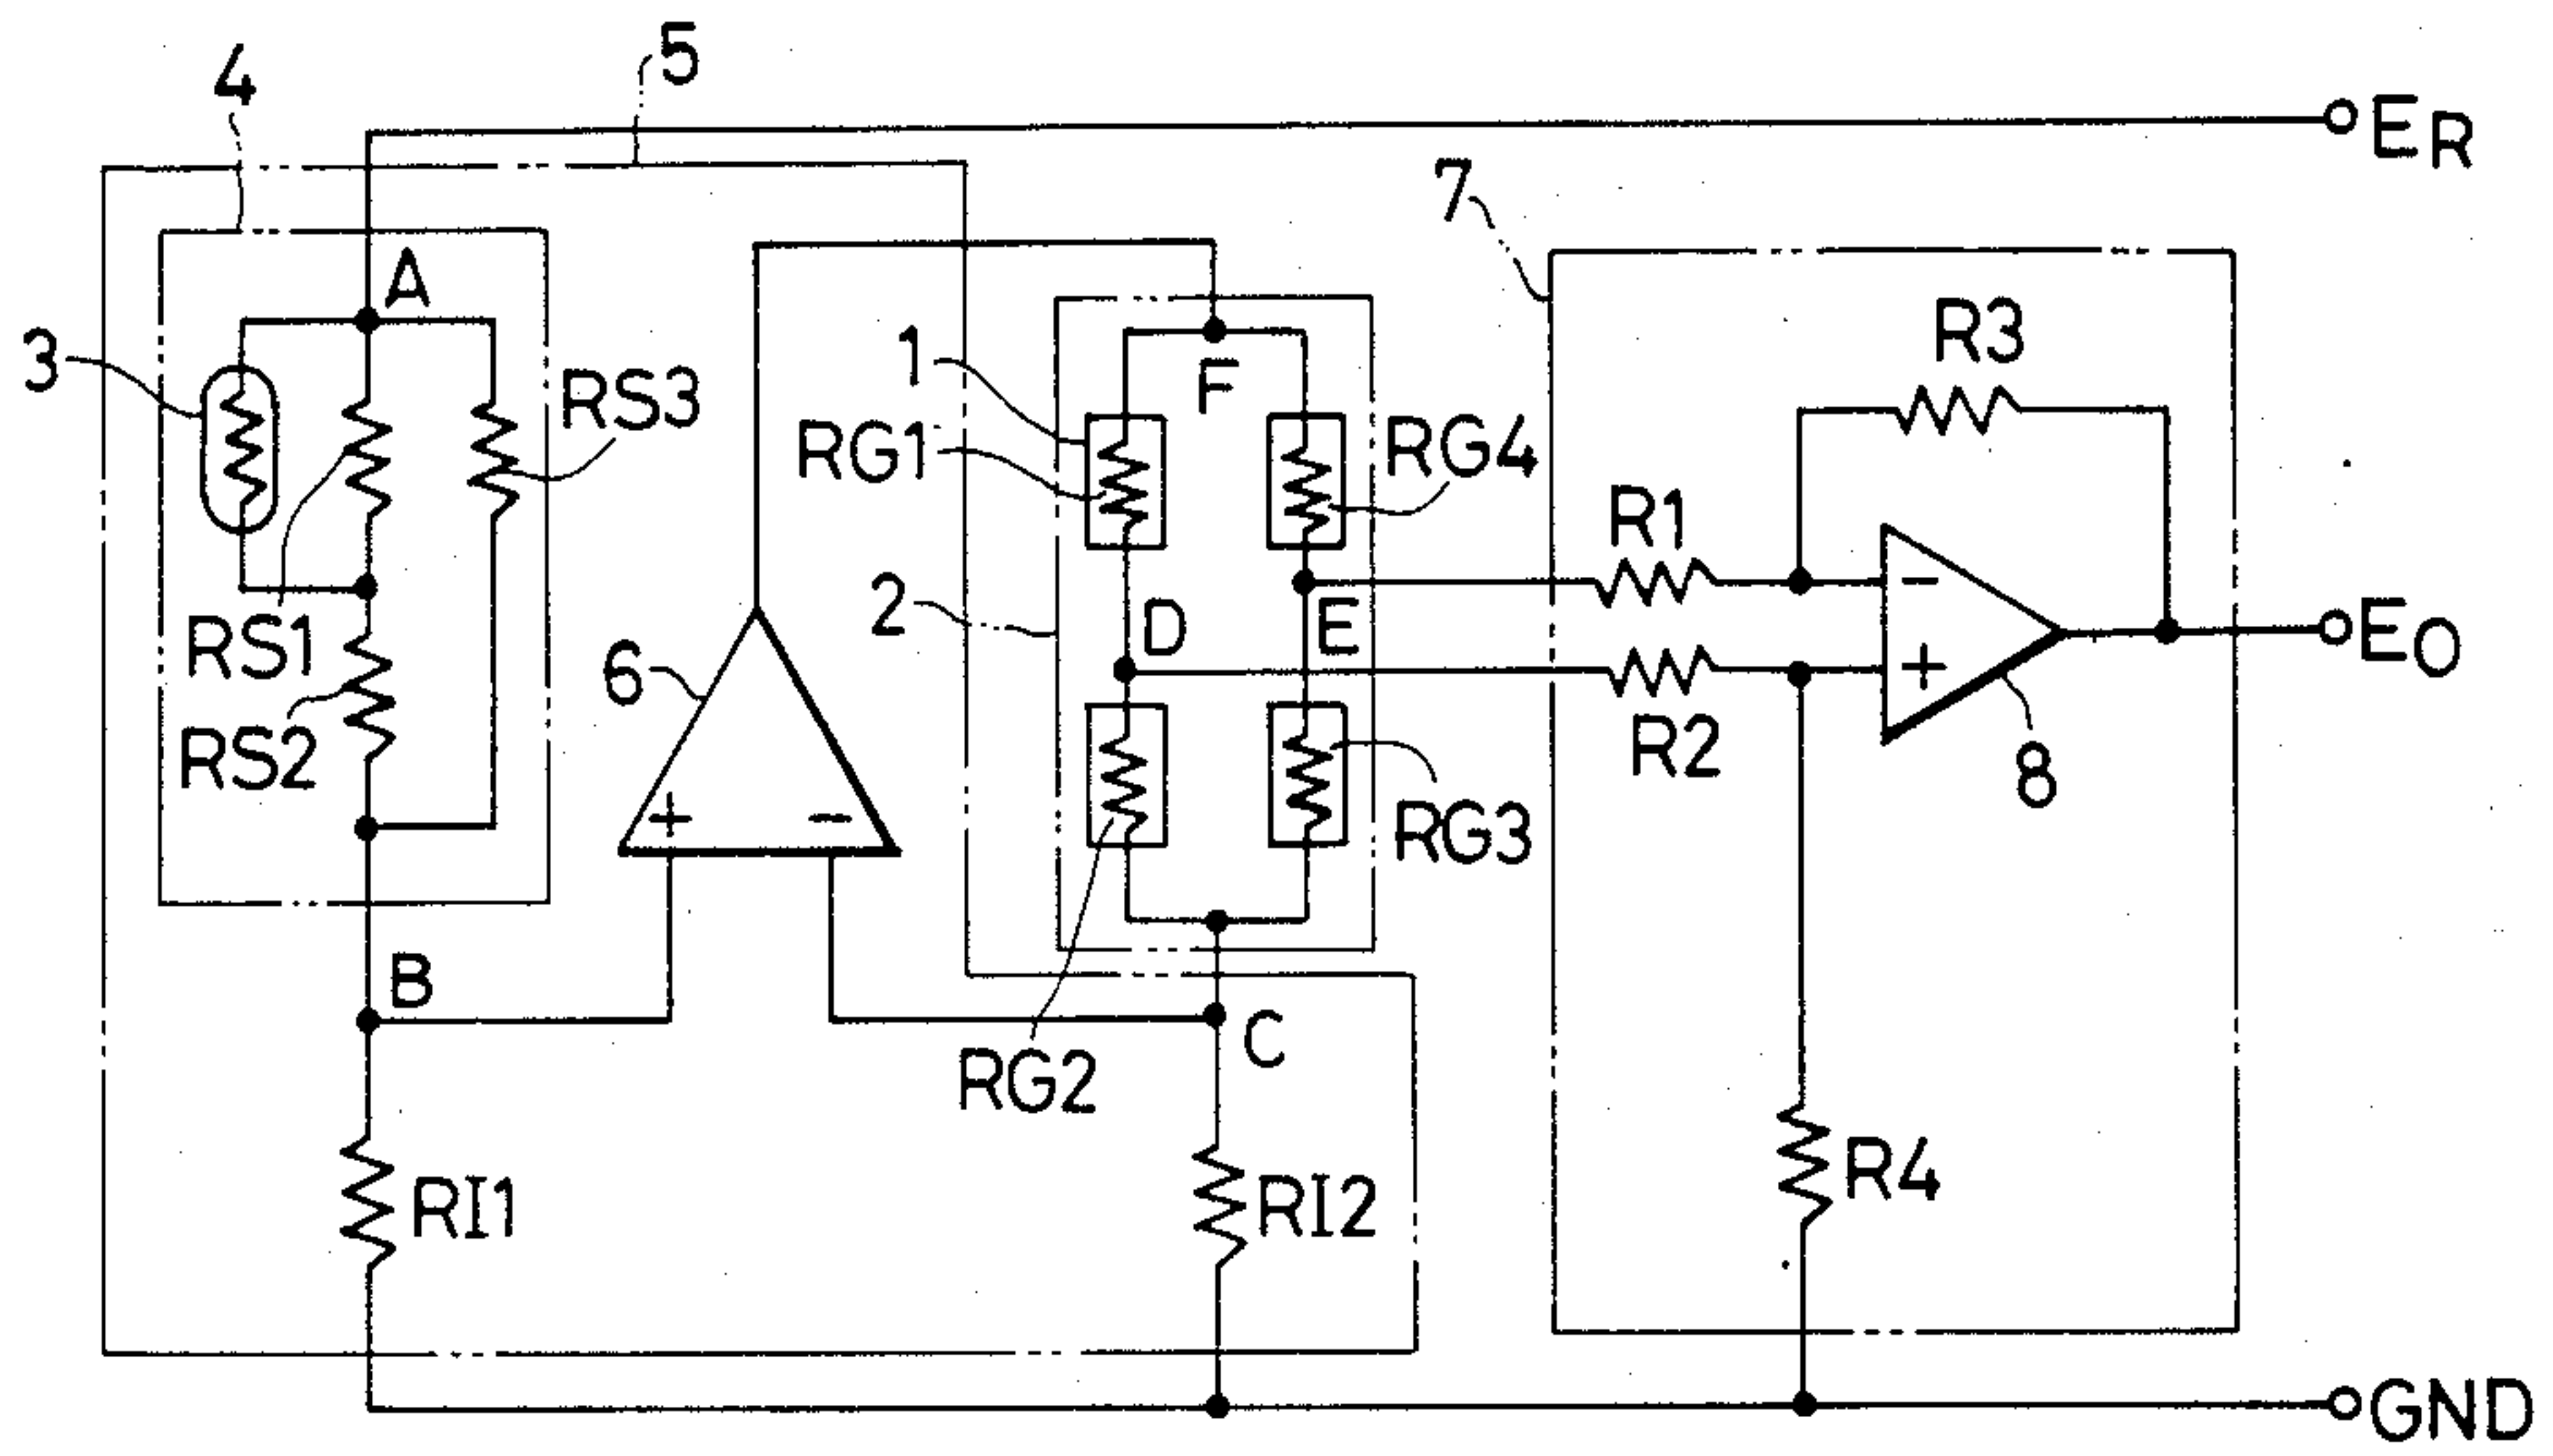 5
4
ER
7
A
3
RS3
1
F
R3
RG1
RG4
R1
2
D
E
EO
RS1
6
RS2
R2
8
+ −
−
+
RG3
B
C
RG2
R4
RI1
RI2
GND